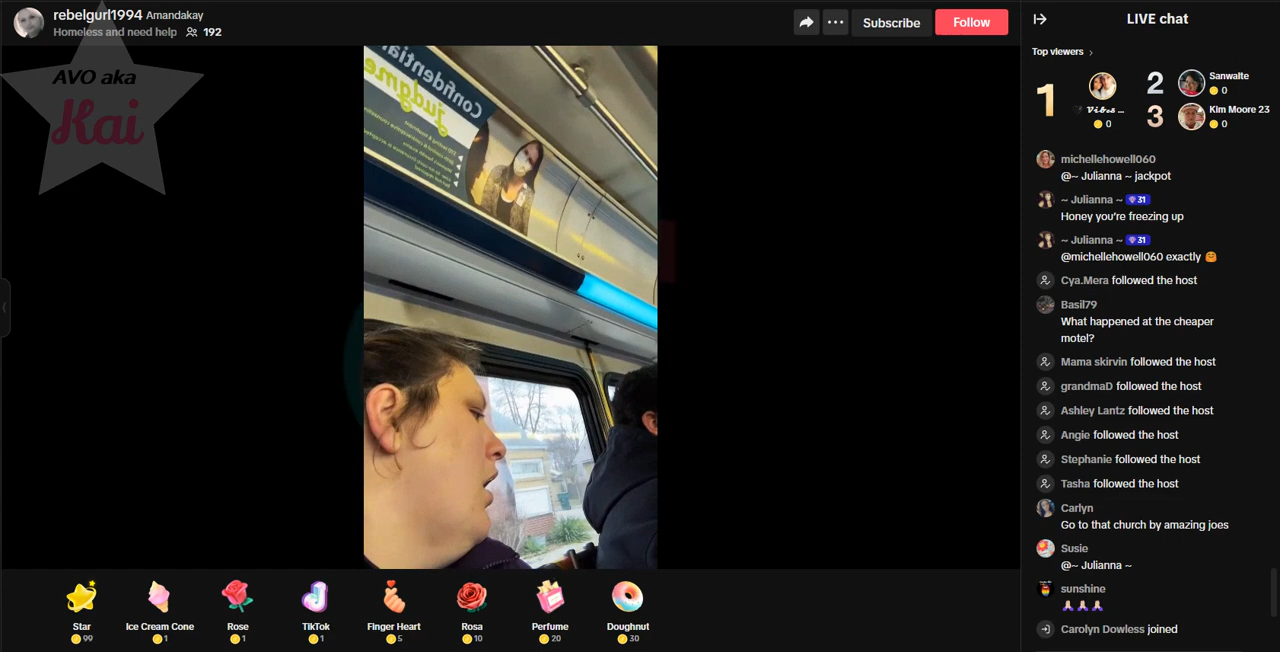 rebelgurl1994 Amandakay
Homeless and need help 192
Subscribe
Follow
AVO aka
Kai
Confidential
judgme
LIVE chat
Top viewers
1
0
2
Sanwalte
0
3
Kim Moore 23
0
michellehowell060
@~ Julianna ~ jackpot
~ Julianna ~ 31
Honey you're freezing up
~ Julianna ~ 31
@michellehowell060 exactly 🤗
Cya.Mera followed the host
Basil79
What happened at the cheaper
motel?
Mama skirvin followed the host
grandmaD followed the host
Ashley Lantz followed the host
Angie followed the host
Stephanie followed the host
Tasha followed the host
Carlyn
Go to that church by amazing joes
Susie
@~ Julianna ~
sunshine
Carolyn Dowless joined
Star
99
Ice Cream Cone
1
Rose
1
TikTok
1
Finger Heart
5
Rosa
10
Perfume
20
Doughnut
30